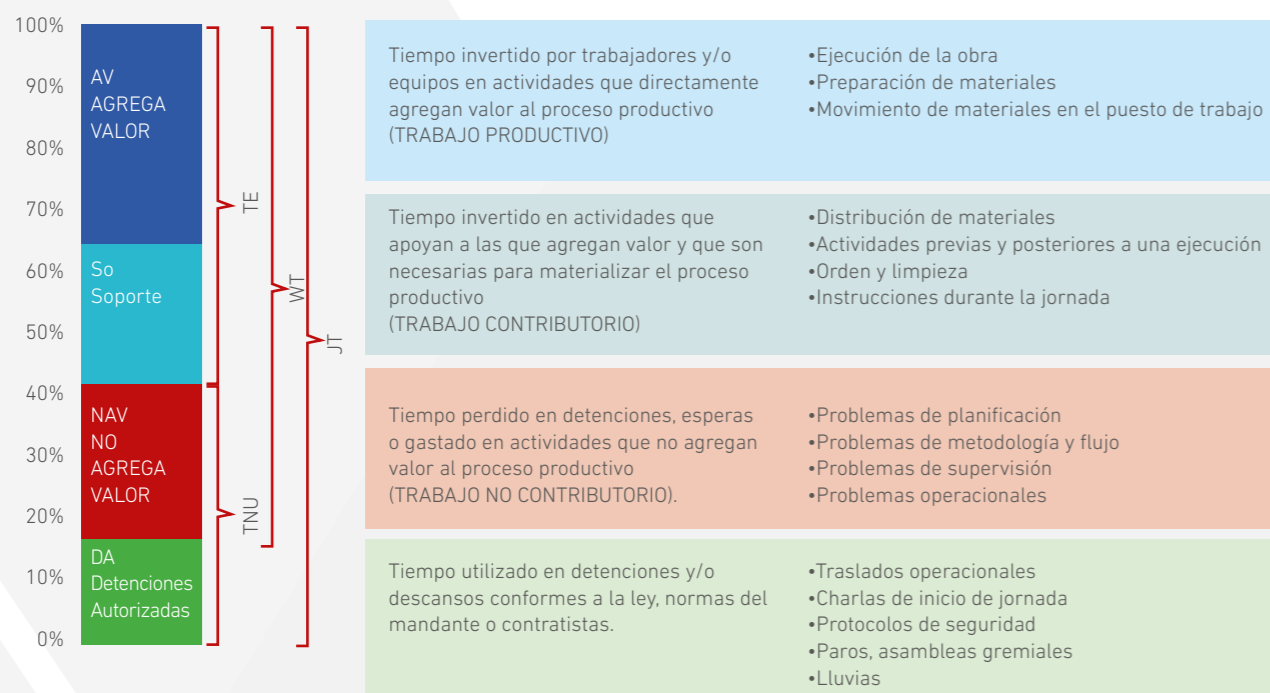 100%
90%
80%
70%
60%
50%
40%
30%
20%
10%
0%
AV
AGREGA
VALOR
So
Soporte
NAV
NO
AGREGA
VALOR
DA
Detenciones
Autorizadas
TE
TNU
WT
JT
Tiempo invertido por trabajadores y/o
equipos en actividades que directamente
agregan valor al proceso productivo
(TRABAJO PRODUCTIVO)
•Ejecución de la obra
•Preparación de materiales
•Movimiento de materiales en el puesto de trabajo
Tiempo invertido en actividades que
apoyan a las que agregan valor y que son
necesarias para materializar el proceso
productivo
(TRABAJO CONTRIBUTORIO)
•Distribución de materiales
•Actividades previas y posteriores a una ejecución
•Orden y limpieza
•Instrucciones durante la jornada
Tiempo perdido en detenciones, esperas
o gastado en actividades que no agregan
valor al proceso productivo
(TRABAJO NO CONTRIBUTORIO).
•Problemas de planificación
•Problemas de metodología y flujo
•Problemas de supervisión
•Problemas operacionales
Tiempo utilizado en detenciones y/o
descansos conformes a la ley, normas del
mandante o contratistas.
•Traslados operacionales
•Charlas de inicio de jornada
•Protocolos de seguridad
•Paros, asambleas gremiales
•Lluvias